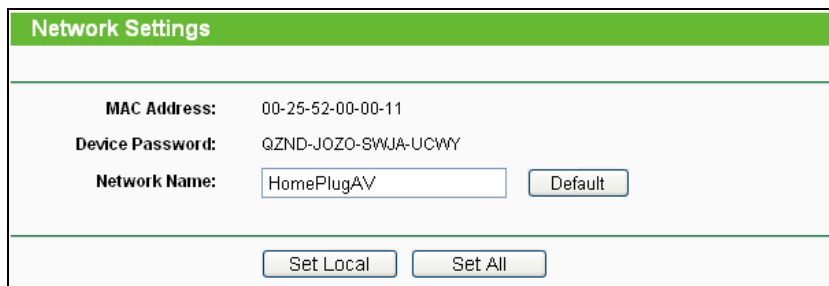 Network Settings
MAC Address: 00-25-52-00-00-11
Device Password: QZND-JOZO-SWJA-UCWY
Network Name: HomePlugAV Default
Set Local Set All